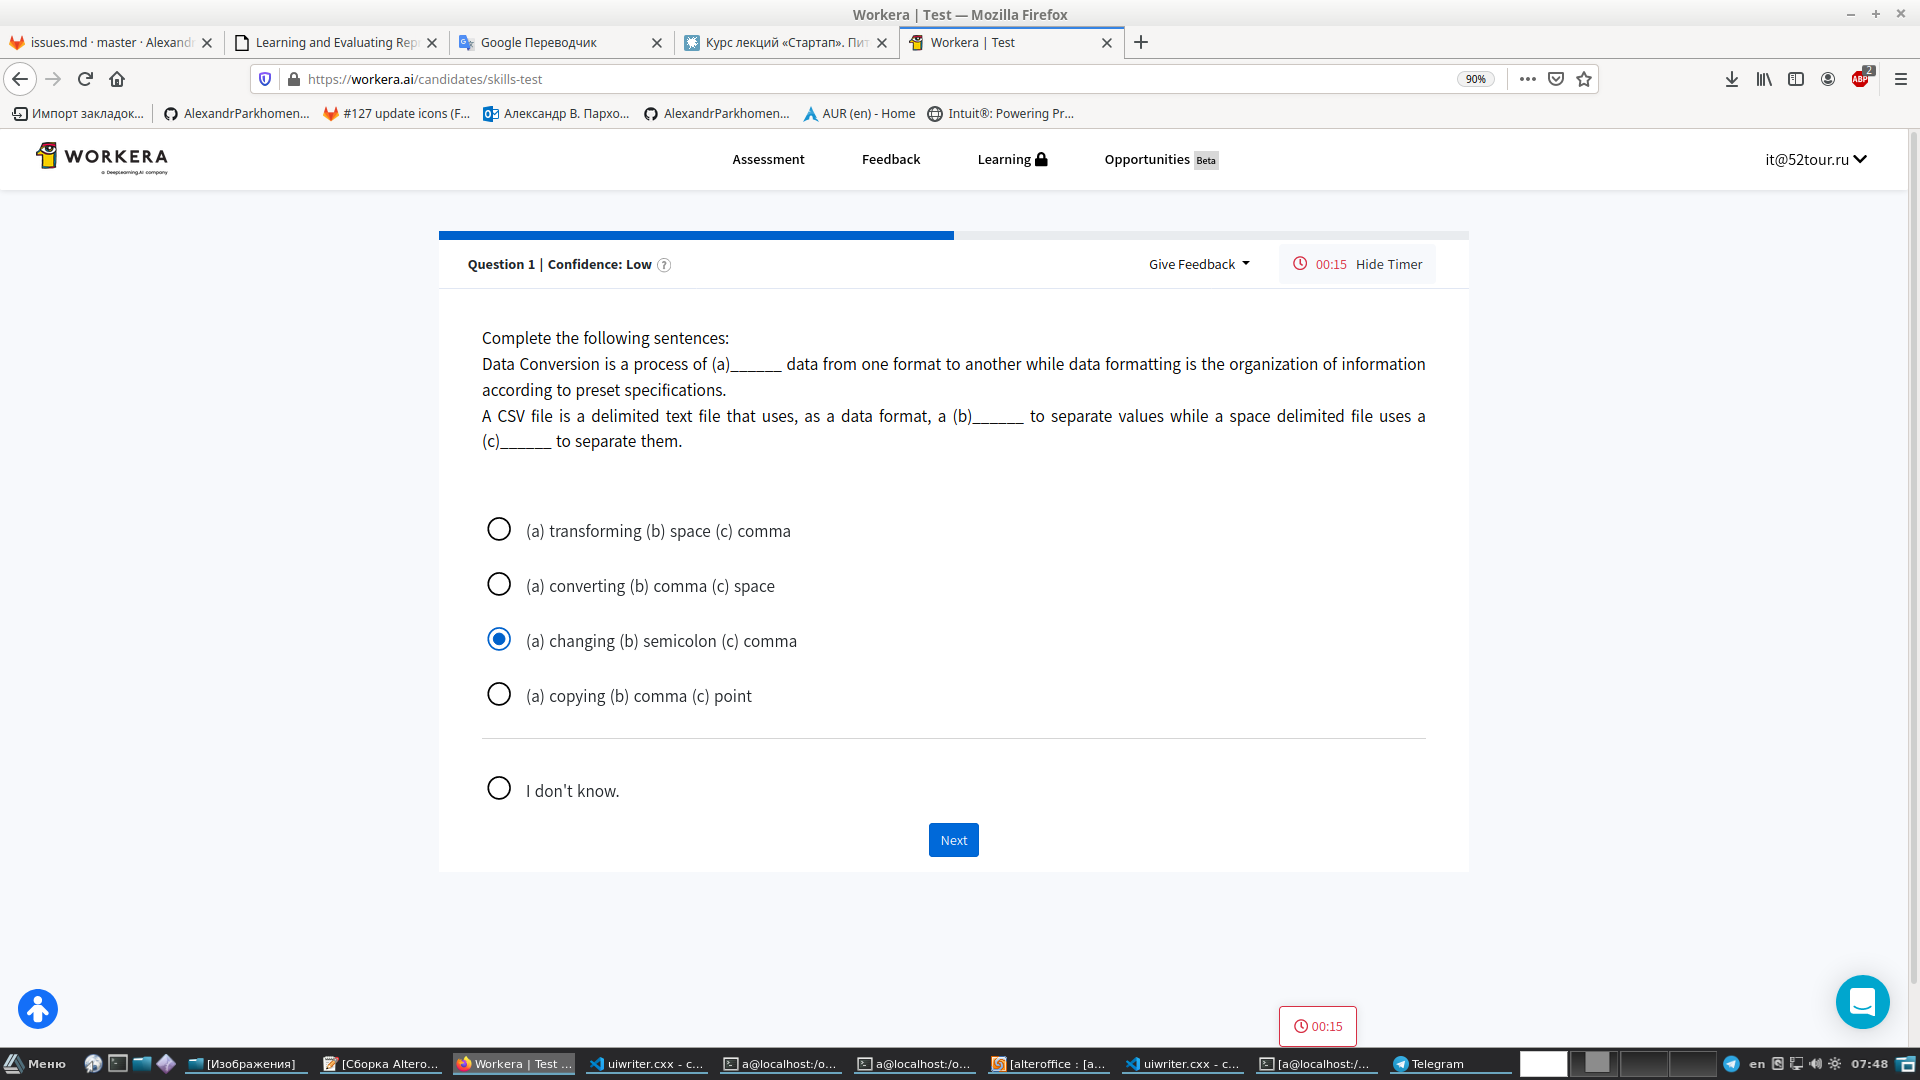 Workera | Test — Mozilla Firefox
issues.md · master · Alexand
Learning and Evaluating Rep
Google Переводчик
Курс лекций «Стартап». Пит
Workera | Test
https://workera.ai/candidates/skills-test
90%
ABP
2
Импорт закладок...
AlexandrParkhomen...
#127 update icons (F...
Александр В. Пархо...
AlexandrParkhomen...
AUR (en) - Home
Intuit®: Powering Pr...
WORKERA
a DeepLearning.AI company
Assessment
Feedback
Learning
Opportunities
Beta
it@52tour.ru
Question 1 | Confidence: Low ?
Give Feedback
00:15 Hide Timer
Complete the following sentences:
Data Conversion is a process of (a)______ data from one format to another while data formatting is the organization of information
according to preset specifications.
A CSV file is a delimited text file that uses, as a data format, a (b)______ to separate values while a space delimited file uses a
(c)______ to separate them.
(a) transforming (b) space (c) comma
(a) converting (b) comma (c) space
(a) changing (b) semicolon (c) comma
(a) copying (b) comma (c) point
I don't know.
Next
00:15
Меню
[Изображения]
[Сборка Altero...
Workera | Test ...
uiwriter.cxx - c...
a@localhost:/o...
a@localhost:/o...
[alteroffice : [a...
uiwriter.cxx - c...
[a@localhost:/...
Telegram
en
07:48